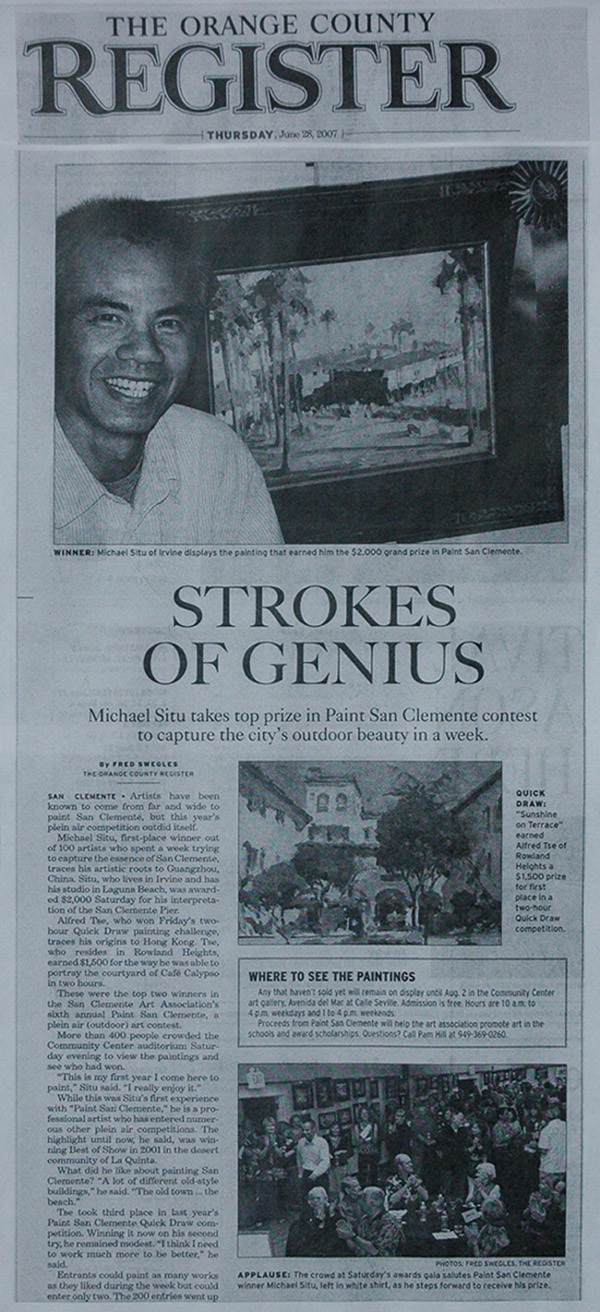 THE ORANGE COUNTY
REGISTER
THURSDAY, June 28, 2007
WINNER: Michael Situ of Irvine displays the painting that earned him the $2,000 grand prize in Paint San Clemente.
STROKES
OF GENIUS
Michael Situ takes top prize in Paint San Clemente contest
to capture the city's outdoor beauty in a week.
By FRED SWEGLES
THE ORANGE COUNTY REGISTER
SAN CLEMENTE • Artists have been
known to come from far and wide to
paint San Clemente, but this year's
plein air competition outdid itself.
Michael Situ, first-place winner out
of 100 artists who spent a week trying
to capture the essence of San Clemente,
traces his artistic roots to Guangzhou,
China. Situ, who lives in Irvine and has
his studio in Laguna Beach, was award-
ed $2,000 Saturday for his interpreta-
tion of the San Clemente Pier.
Alfred Tse, who won Friday's two-
hour Quick Draw painting challenge,
traces his origins to Hong Kong. Tse,
who resides in Rowland Heights,
earned $1,500 for the way he was able to
portray the courtyard of Café Calypso
in two hours.
These were the top two winners in
the San Clemente Art Association's
sixth annual Paint San Clemente, a
plein air (outdoor) art contest.
More than 400 people crowded the
Community Center auditorium Satur-
day evening to view the paintings and
see who had won.
"This is my first year I come here to
paint," Situ said. "I really enjoy it."
While this was Situ's first experience
with "Paint San Clemente," he is a pro-
fessional artist who has entered numer-
ous other plein air competitions. The
highlight until now, he said, was win-
ning Best of Show in 2001 in the desert
community of La Quinta.
What did he like about painting San
Clemente? "A lot of different old-style
buildings," he said. "The old town ... the
beach."
Tse took third place in last year's
Paint San Clemente Quick Draw com-
petition. Winning it now on his second
try, he remained modest. "I think I need
to work much more to be better," he
said.
Entrants could paint as many works
as they liked during the week but could
enter only two. The 200 entries went up
QUICK
DRAW:
"Sunshine
on Terrace"
earned
Alfred Tse of
Rowland
Heights a
$1,500 prize
for first
place in a
two-hour
Quick Draw
competition.
WHERE TO SEE THE PAINTINGS
Any that haven't sold yet will remain on display until Aug. 2 in the Community Center
art gallery, Avenida del Mar at Calle Seville. Admission is free. Hours are 10 a.m. to
4 p.m. weekdays and 1 to 4 p.m. weekends.
Proceeds from Paint San Clemente will help the art association promote art in the
schools and award scholarships. Questions? Call Pam Hill at 949-369-0260.
PHOTOS: FRED SWEGLES, THE REGISTER
APPLAUSE: The crowd at Saturday's awards gala salutes Paint San Clemente
winner Michael Situ, left in white shirt, as he steps forward to receive his prize.